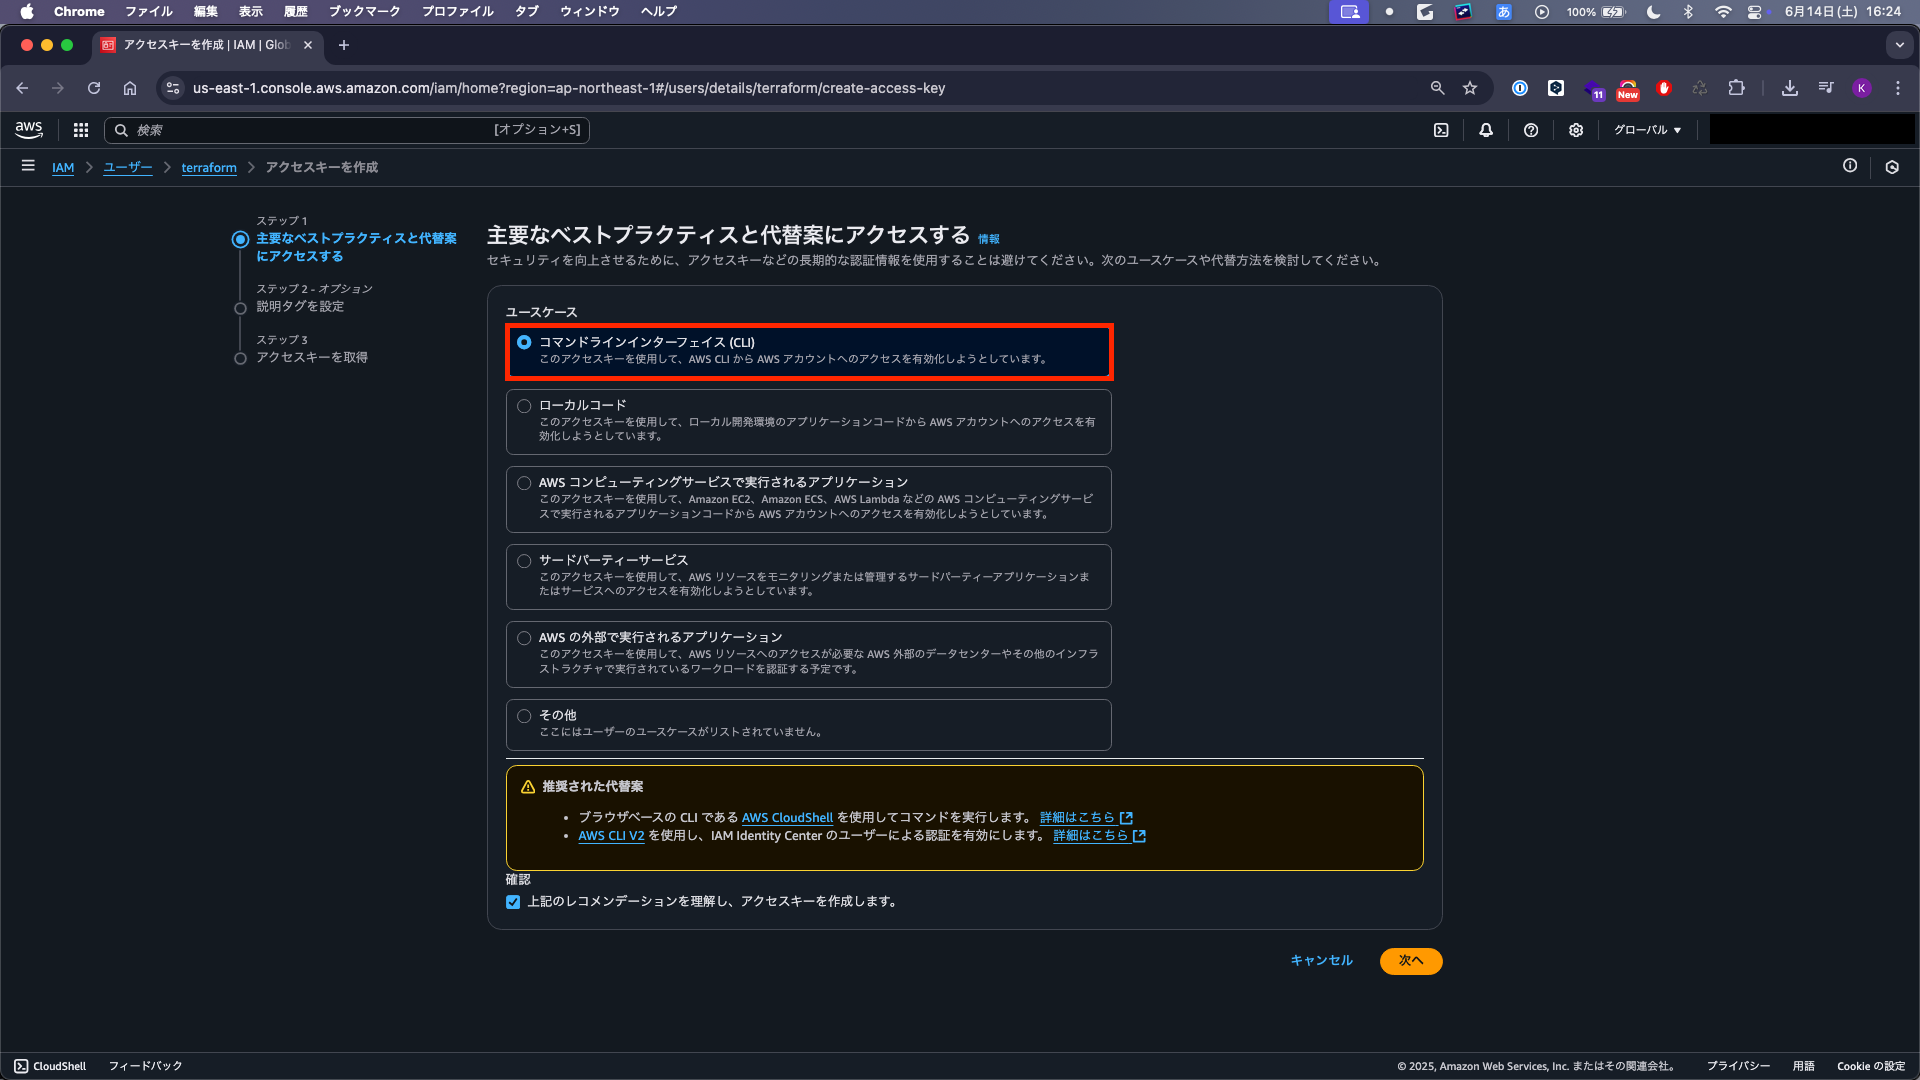 Chrome ファイル 編集 表示 履歴 ブックマーク プロファイル タブ ウィンドウ ヘルプ
あ 100% 6月14日(土) 16:24
アクセスキーを作成 | IAM | Glob
us-east-1.console.aws.amazon.com/iam/home?region=ap-northeast-1#/users/details/terraform/create-access-key
11 New K
aws 検索 [オプション+S] グローバル
IAM ユーザー terraform アクセスキーを作成
ステップ 1
主要なベストプラクティスと代替案
にアクセスする
ステップ 2 - オプション
説明タグを設定
ステップ 3
アクセスキーを取得
主要なベストプラクティスと代替案にアクセスする 情報
セキュリティを向上させるために、アクセスキーなどの長期的な認証情報を使用することは避けてください。次のユースケースや代替方法を検討してください。
ユースケース
コマンドラインインターフェイス (CLI)
このアクセスキーを使用して、AWS CLI から AWS アカウントへのアクセスを有効化しようとしています。
ローカルコード
このアクセスキーを使用して、ローカル開発環境のアプリケーションコードから AWS アカウントへのアクセスを有
効化しようとしています。
AWS コンピューティングサービスで実行されるアプリケーション
このアクセスキーを使用して、Amazon EC2、Amazon ECS、AWS Lambda などの AWS コンピューティングサービ
スで実行されるアプリケーションコードから AWS アカウントへのアクセスを有効化しようとしています。
サードパーティーサービス
このアクセスキーを使用して、AWS リソースをモニタリングまたは管理するサードパーティーアプリケーションま
たはサービスへのアクセスを有効化しようとしています。
AWS の外部で実行されるアプリケーション
このアクセスキーを使用して、AWS リソースへのアクセスが必要な AWS 外部のデータセンターやその他のインフラ
ストラクチャで実行されているワークロードを認証する予定です。
その他
ここにはユーザーのユースケースがリストされていません。
推奨された代替案
• ブラウザベースの CLI である AWS CloudShell を使用してコマンドを実行します。 詳細はこちら
• AWS CLI V2 を使用し、IAM Identity Center のユーザーによる認証を有効にします。 詳細はこちら
確認
上記のレコメンデーションを理解し、アクセスキーを作成します。
キャンセル 次へ
CloudShell フィードバック © 2025, Amazon Web Services, Inc. またはその関連会社。 プライバシー 用語 Cookie の設定